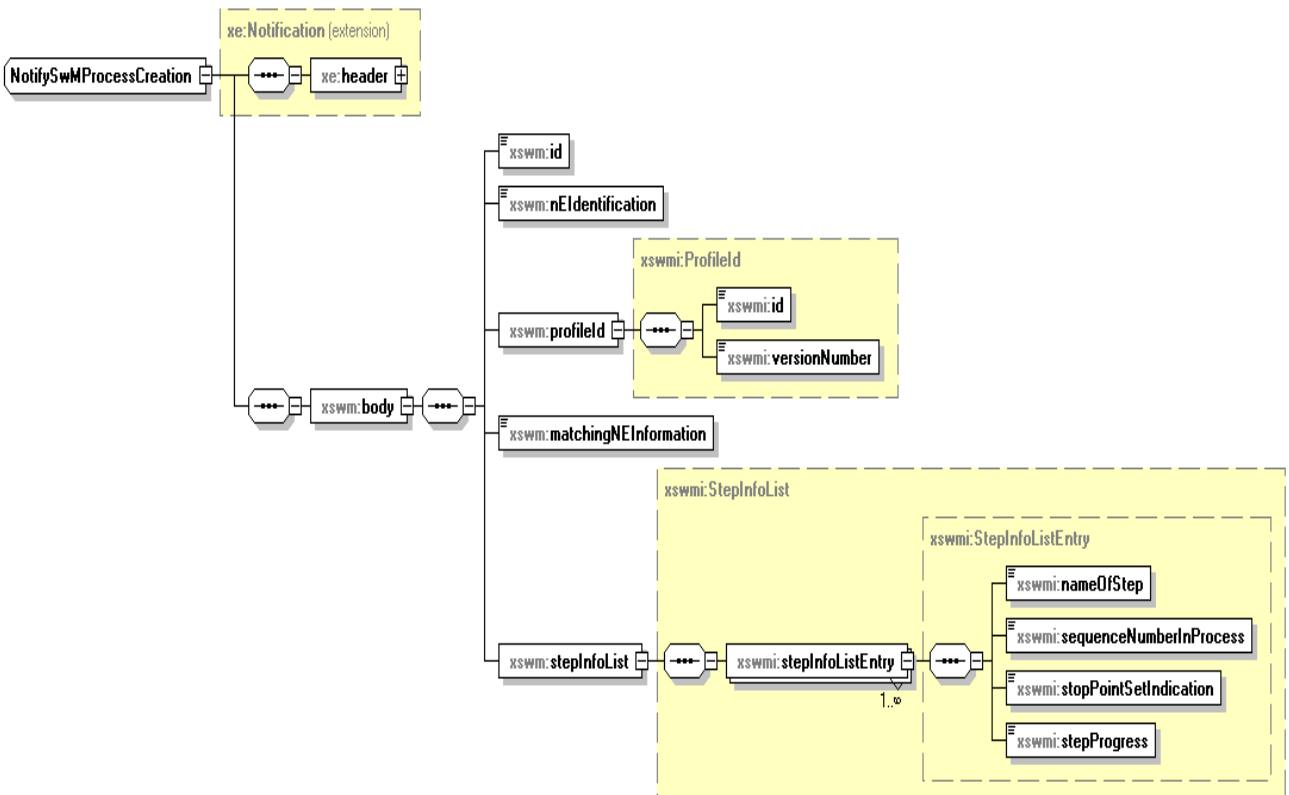 xe:Notification (extension)
NotifySwMProcessCreation
xe:header
xswm:id
xswm:nEIdentification
xswmi:ProfileId
xswmi:id
xswm:profileId
xswmi:versionNumber
xswm:body
xswm:matchingNEInformation
xswmi:StepInfoList
xswmi:StepInfoListEntry
xswmi:nameOfStep
xswmi:sequenceNumberInProcess
xswm:stepInfoList
xswmi:stepInfoListEntry
1..∞
xswmi:stopPointSetIndication
xswmi:stepProgress